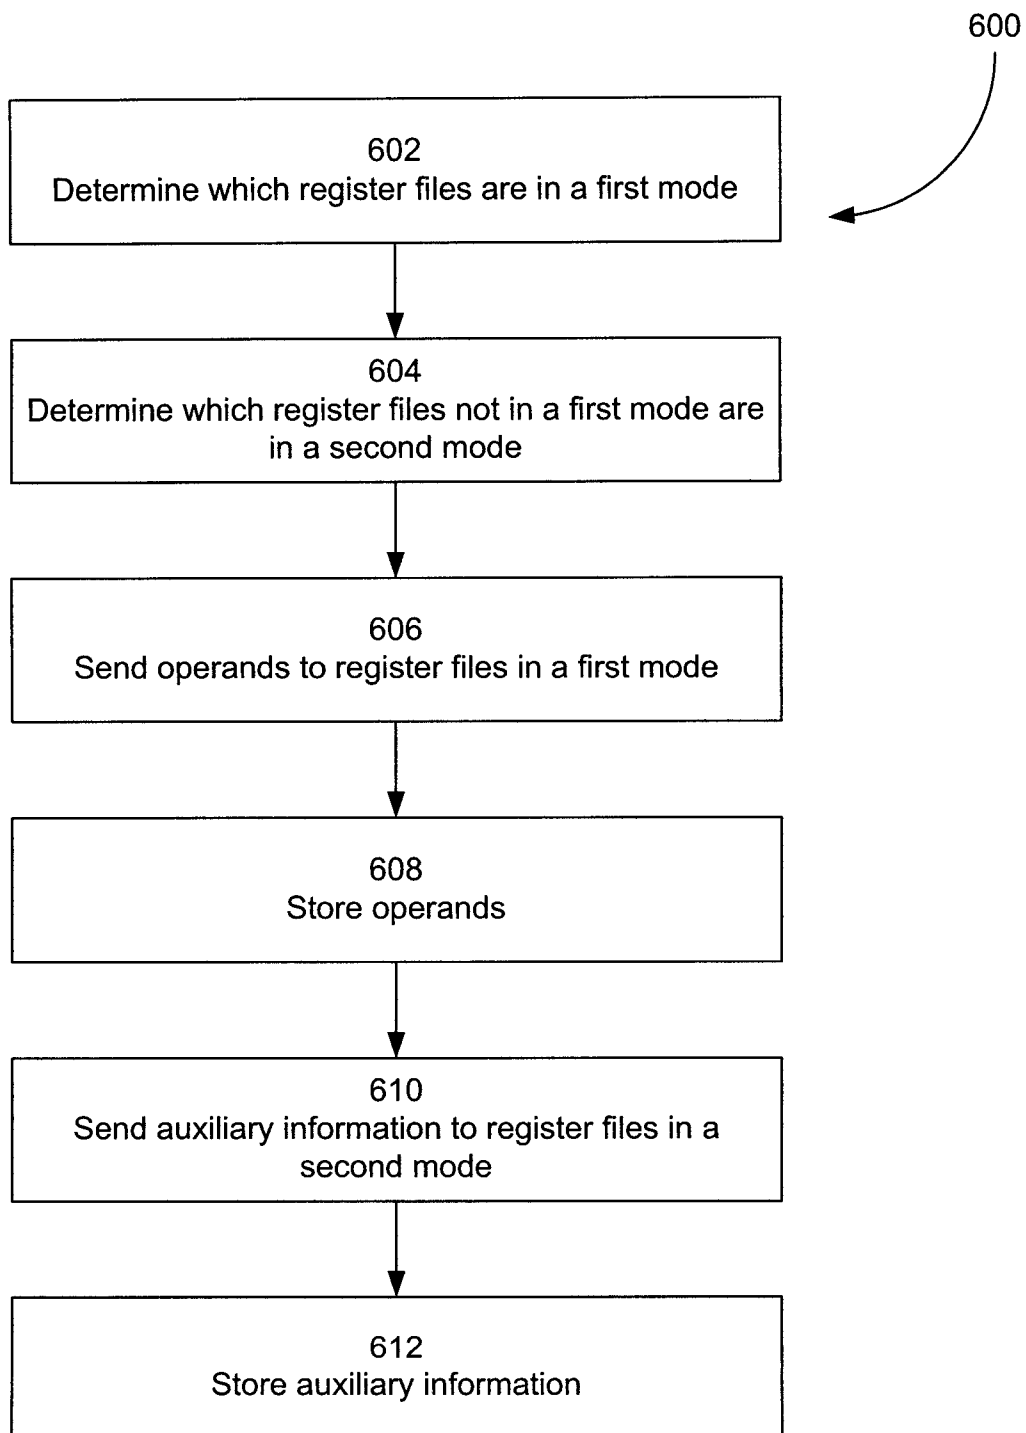 600
602
Determine which register files are in a first mode
604
Determine which register files not in a first mode are
in a second mode
606
Send operands to register files in a first mode
608
Store operands
610
Send auxiliary information to register files in a
second mode
612
Store auxiliary information